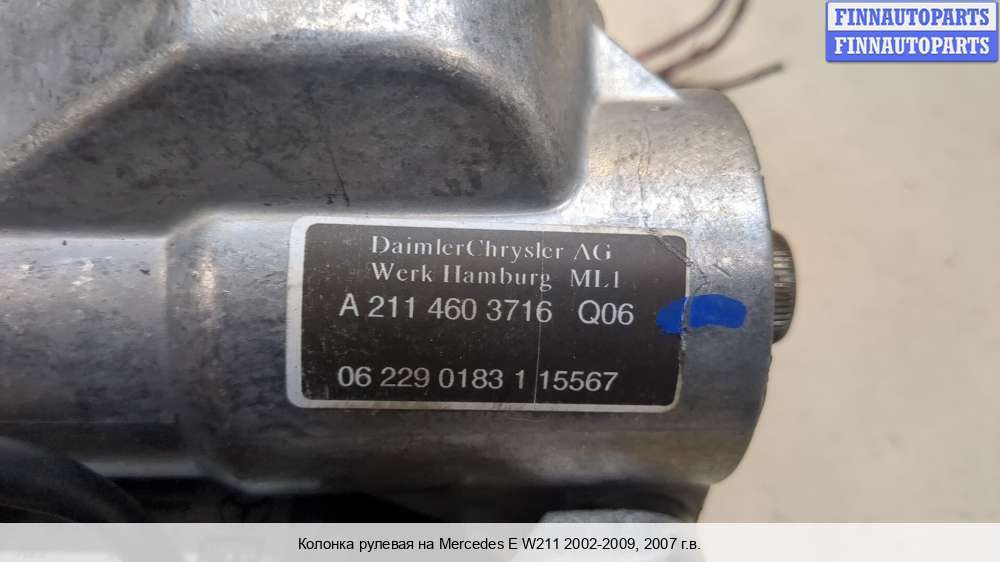 FINNAUTOPARTS
FINNAUTOPARTS
DaimlerChrysler AG
Werk Hamburg ML1
A 211 460 3716 Q06
06 229 0183 1 15567
Колонка рулевая на Mercedes E W211 2002-2009, 2007 г.в.